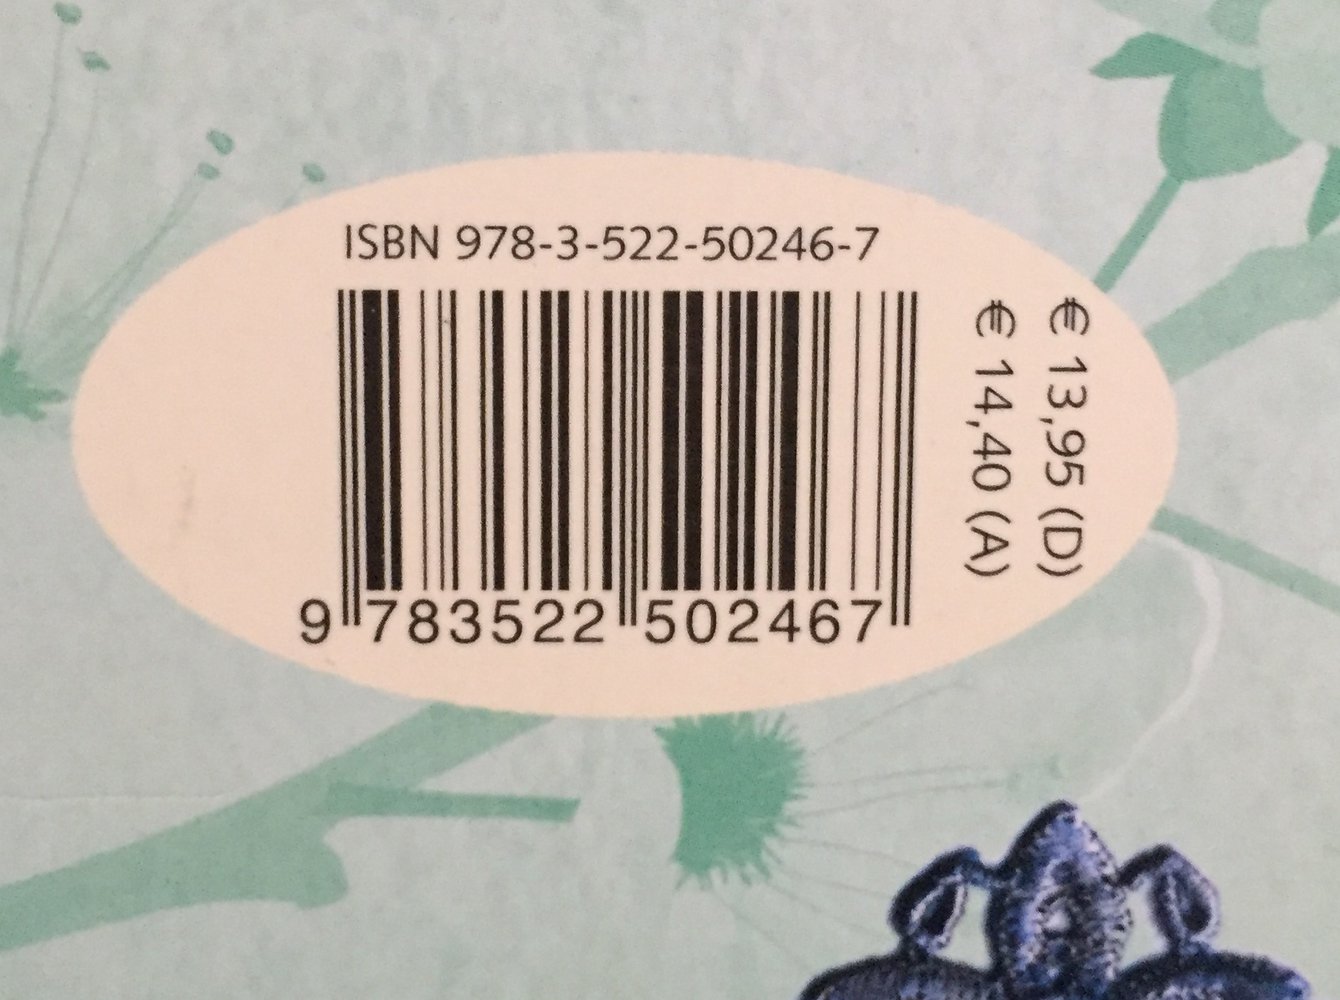 ISBN 978-3-522-50246-7
9 783522 502467
€ 13,95 (D)
€ 14,40 (A)